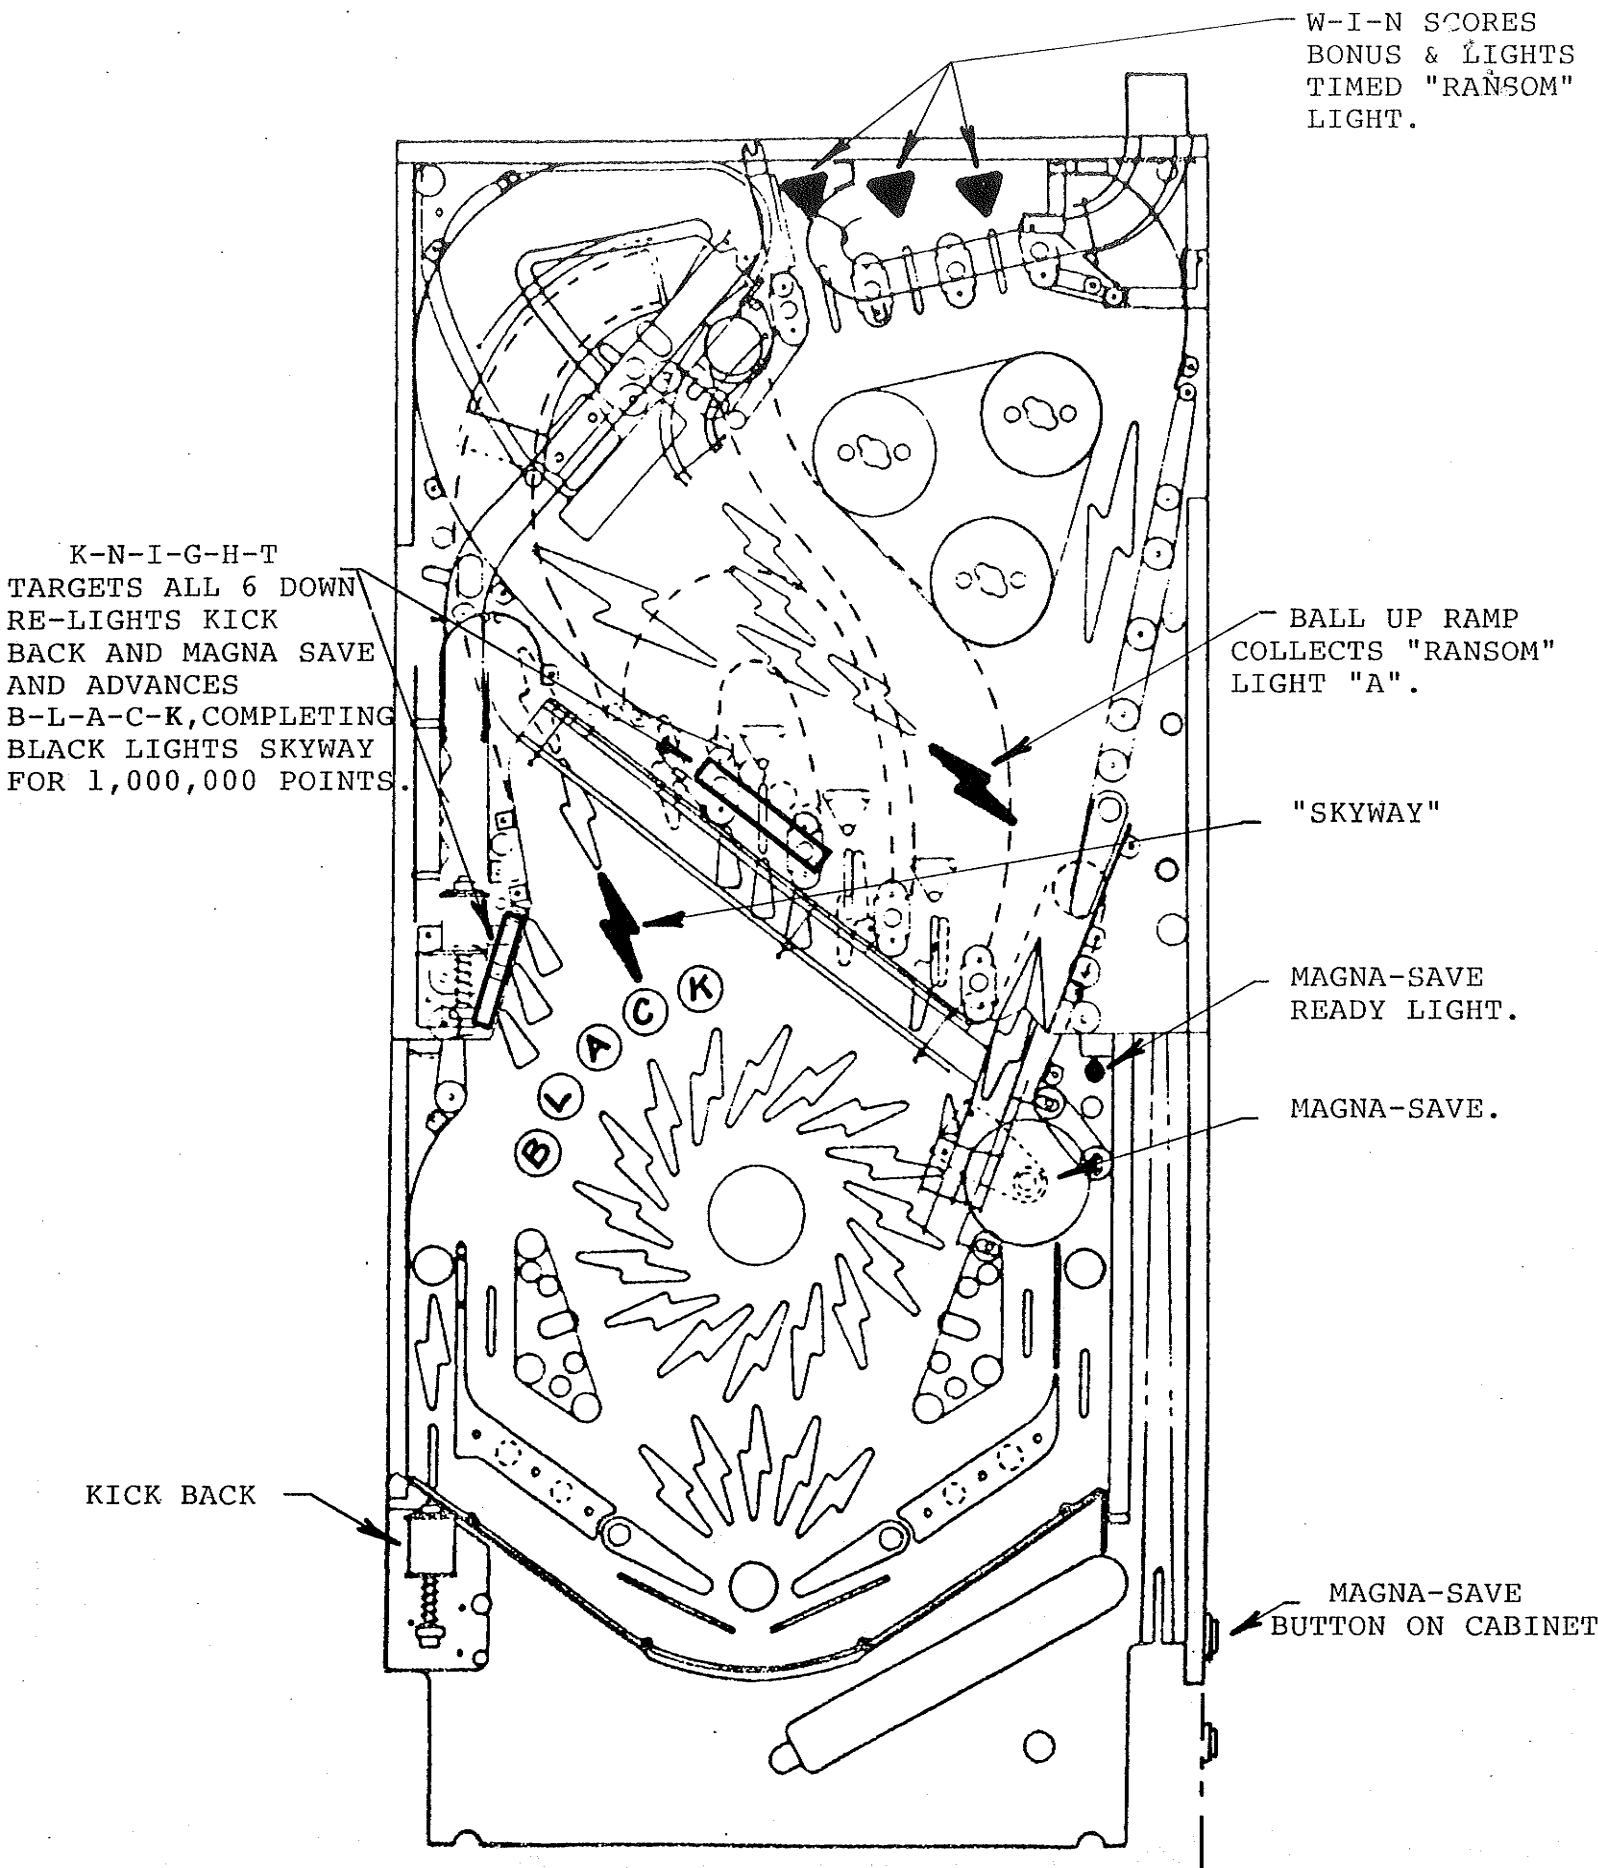 W-I-N SCORES
BONUS & LIGHTS
TIMED "RANSOM"
LIGHT.
K-N-I-G-H-T
TARGETS ALL 6 DOWN
RE-LIGHTS KICK
BACK AND MAGNA SAVE
AND ADVANCES
B-L-A-C-K,COMPLETING
BLACK LIGHTS SKYWAY
FOR 1,000,000 POINTS.
BALL UP RAMP
COLLECTS "RANSOM"
LIGHT "A".
"SKYWAY"
MAGNA-SAVE
READY LIGHT.
MAGNA-SAVE.
B L A C K
KICK BACK
MAGNA-SAVE
BUTTON ON CABINET